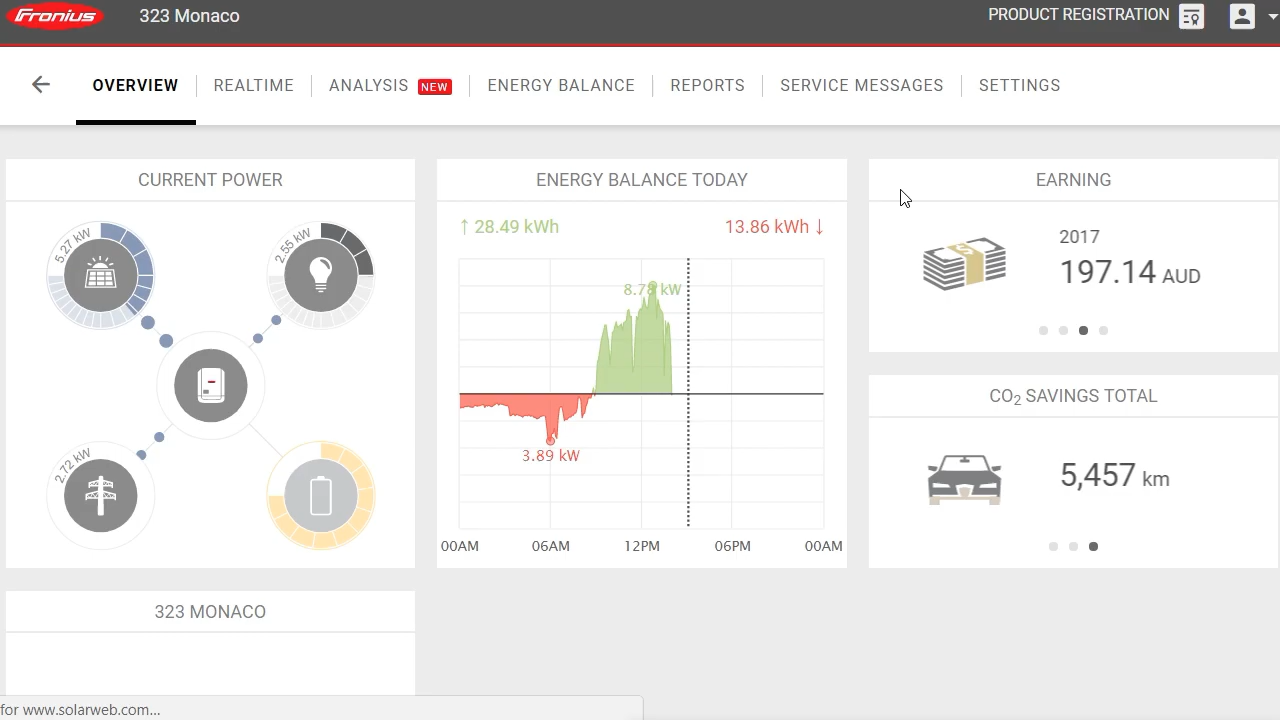 Fronius
323 Monaco
PRODUCT REGISTRATION
OVERVIEW
REALTIME
ANALYSIS NEW
ENERGY BALANCE
REPORTS
SERVICE MESSAGES
SETTINGS
CURRENT POWER
5.27 kW
2.55 kW
2.72 kW
ENERGY BALANCE TODAY
↑ 28.49 kWh
13.86 kWh ↓
8.78 kW
3.89 kW
00AM 06AM 12PM 06PM 00AM
EARNING
2017
197.14 AUD
CO2 SAVINGS TOTAL
5,457 km
323 MONACO
for www.solarweb.com...